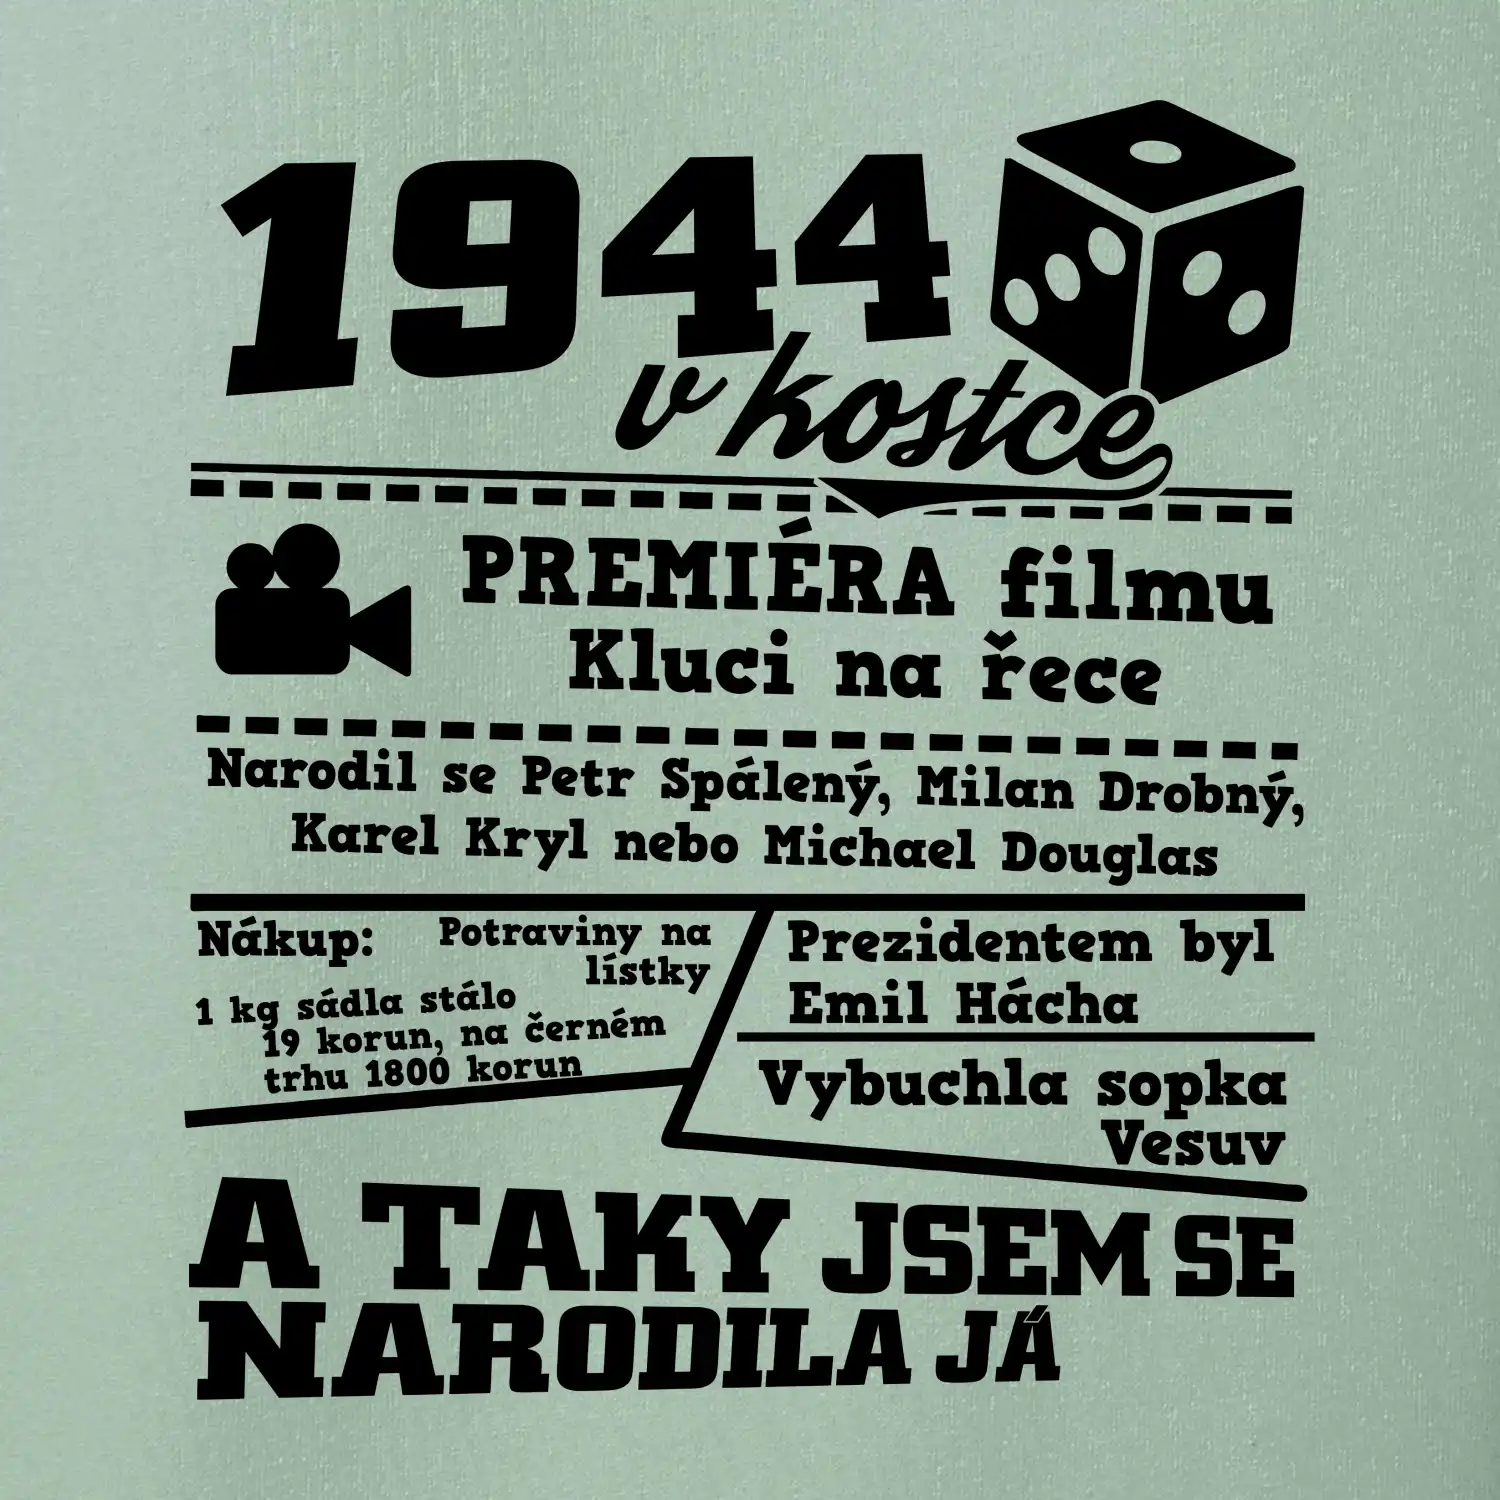 1944
v kostce
PREMIÉRA filmu
Kluci na řece
Narodil se Petr Spálený, Milan Drobný,
Karel Kryl nebo Michael Douglas
Nákup:
Potraviny na
lístky
1 kg sádla stálo
19 korun, na černém
trhu 1800 korun
Prezidentem byl
Emil Hácha
Vybuchla sopka
Vesuv
A TAKY JSEM SE
NARODILA JÁ